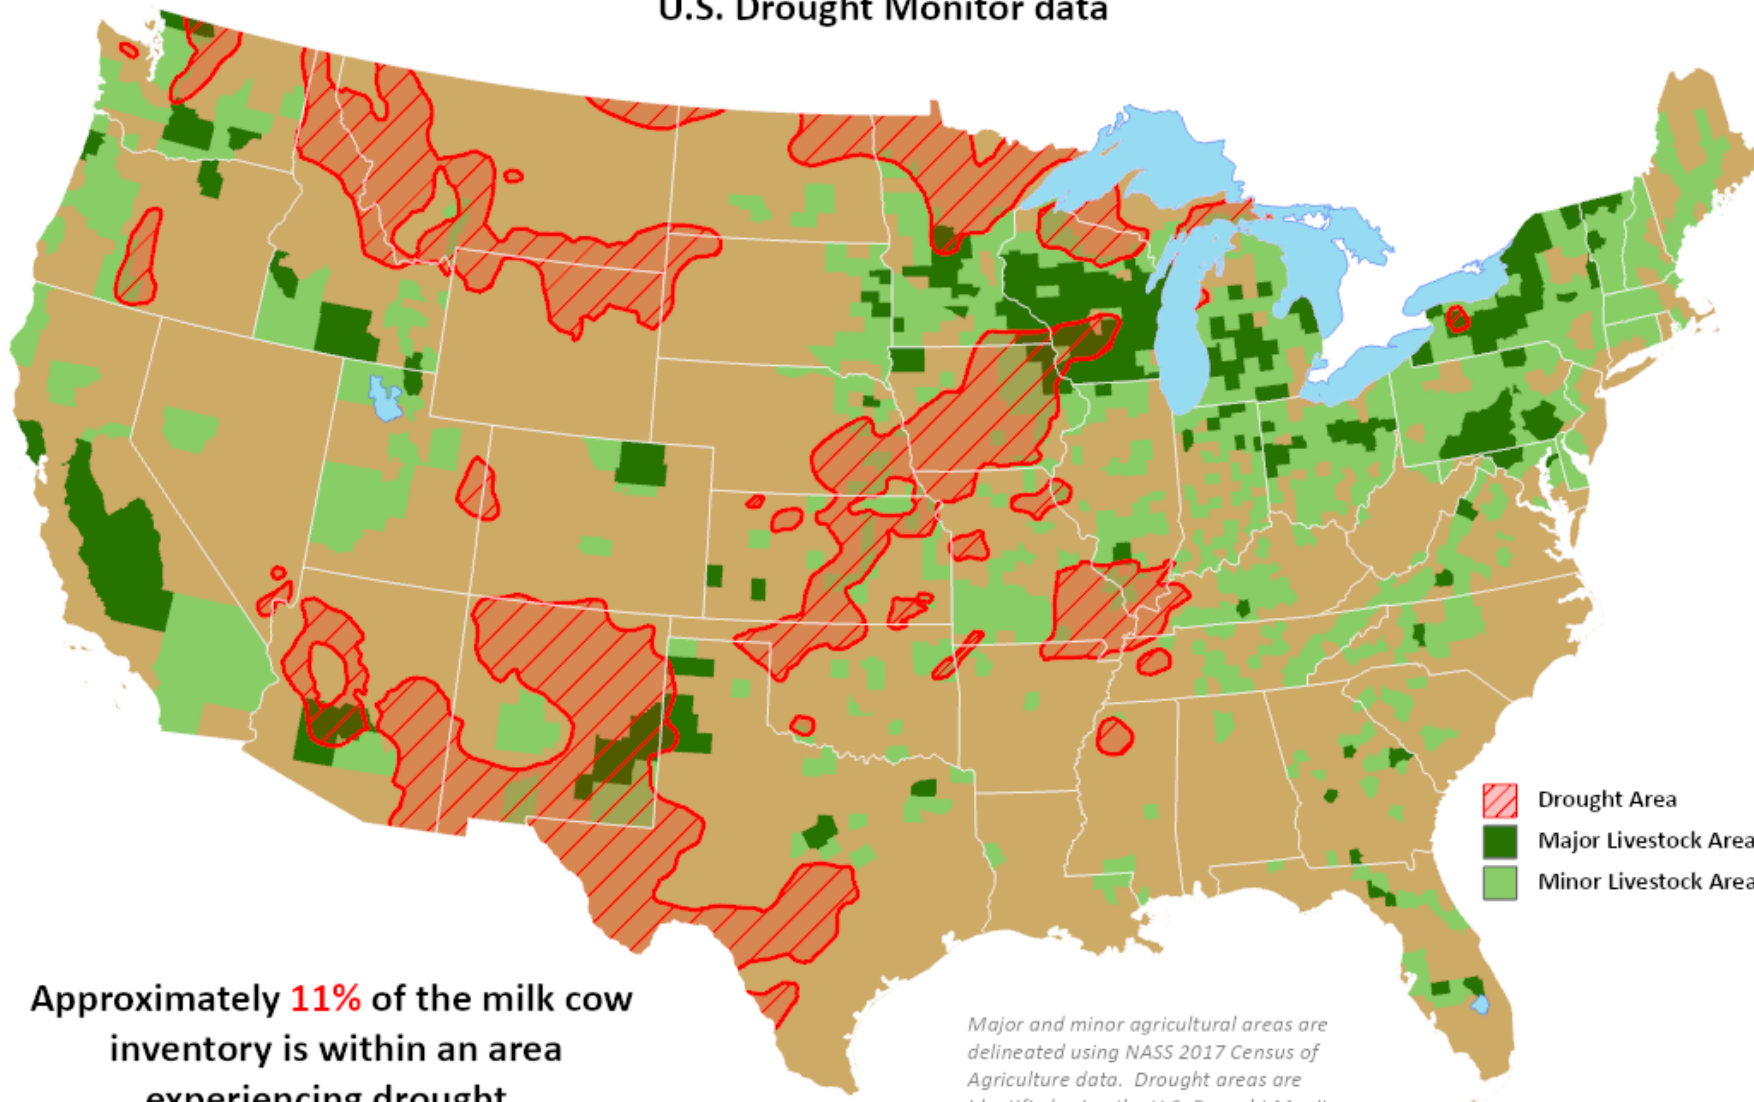 U.S. Drought Monitor data
Drought Area
Major Livestock Area
Minor Livestock Area
Approximately 11% of the milk cow
inventory is within an area
experiencing drought
Major and minor agricultural areas are
delineated using NASS 2017 Census of
Agriculture data. Drought areas are